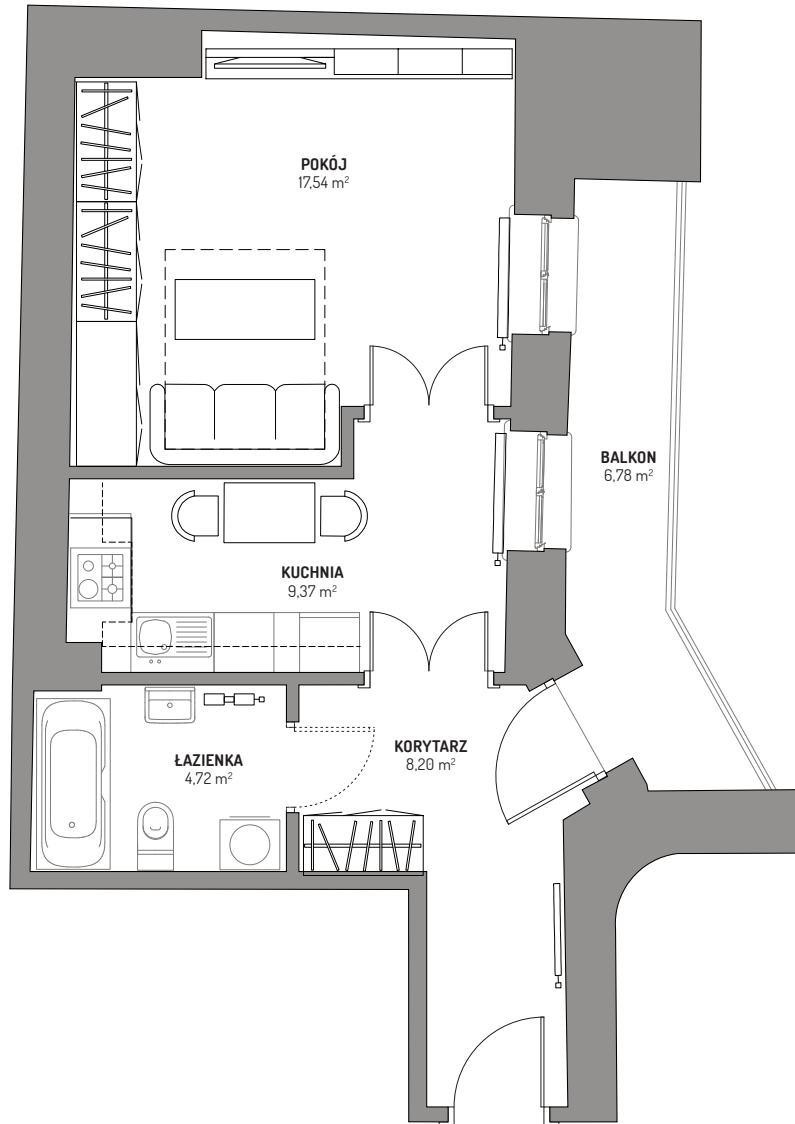 POKÓJ
17,54 m²
BALKON
6,78 m²
KUCHNIA
9,37 m²
ŁAZIENKA
4,72 m²
KORYTARZ
8,20 m²